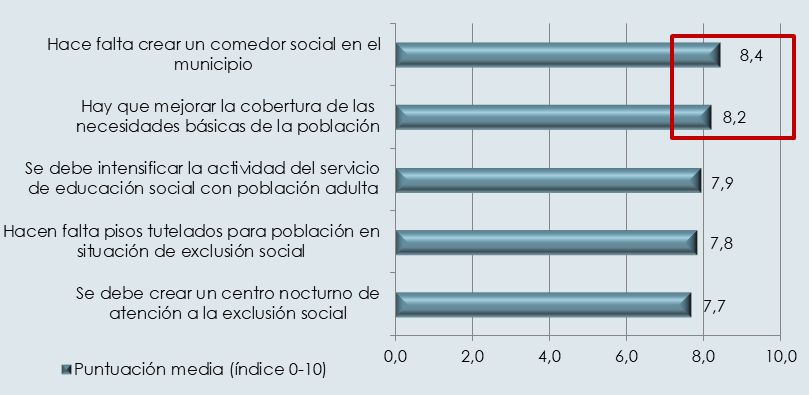 Hace falta crear un comedor social en el
municipio
8,4
Hay que mejorar la cobertura de las
necesidades básicas de la población
8,2
Se debe intensificar la actividad del servicio
de educación social con población adulta
7,9
Hacen falta pisos tutelados para población en
situación de exclusión social
7,8
Se debe crear un centro nocturno de
atención a la exclusión social
7,7
0,0 2,0 4,0 6,0 8,0 10,0
Puntuación media (índice 0-10)